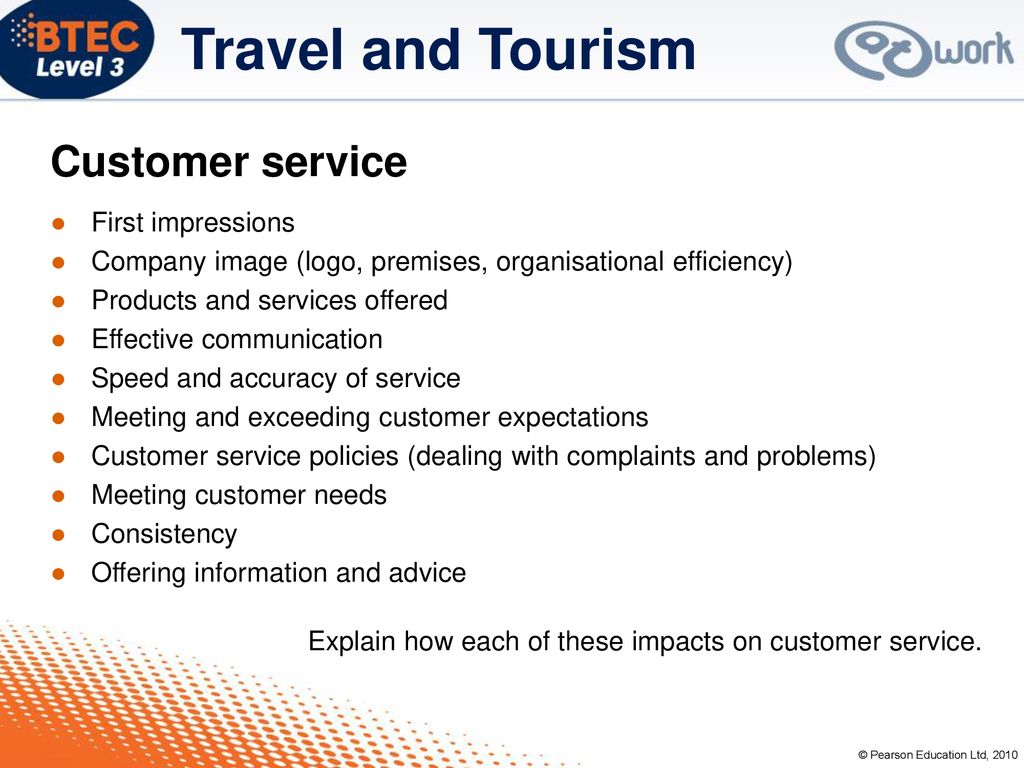 BTEC
Level 3
Travel and Tourism
@ work
Customer service
● First impressions
● Company image (logo, premises, organisational efficiency)
● Products and services offered
● Effective communication
● Speed and accuracy of service
● Meeting and exceeding customer expectations
● Customer service policies (dealing with complaints and problems)
● Meeting customer needs
● Consistency
● Offering information and advice
Explain how each of these impacts on customer service.
© Pearson Education Ltd, 2010